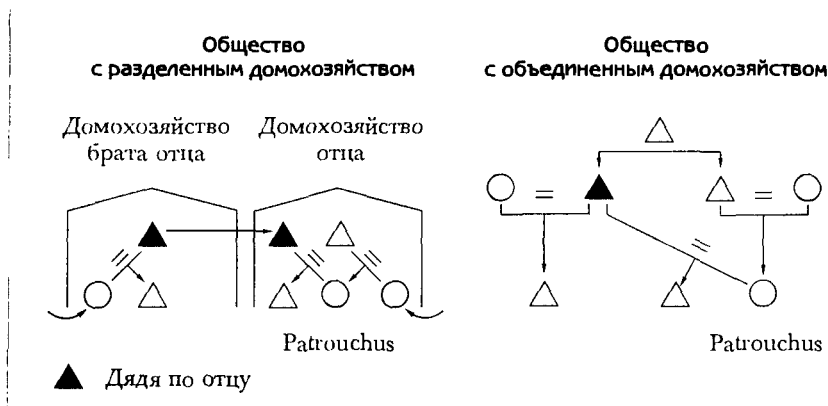 Общество
с разделенным домохозяйством
Общество
с объединенным домохозяйством
Домохозяйство
брата отца
Домохозяйство
отца
Patrouchus
Patrouchus
Дядя по отцу